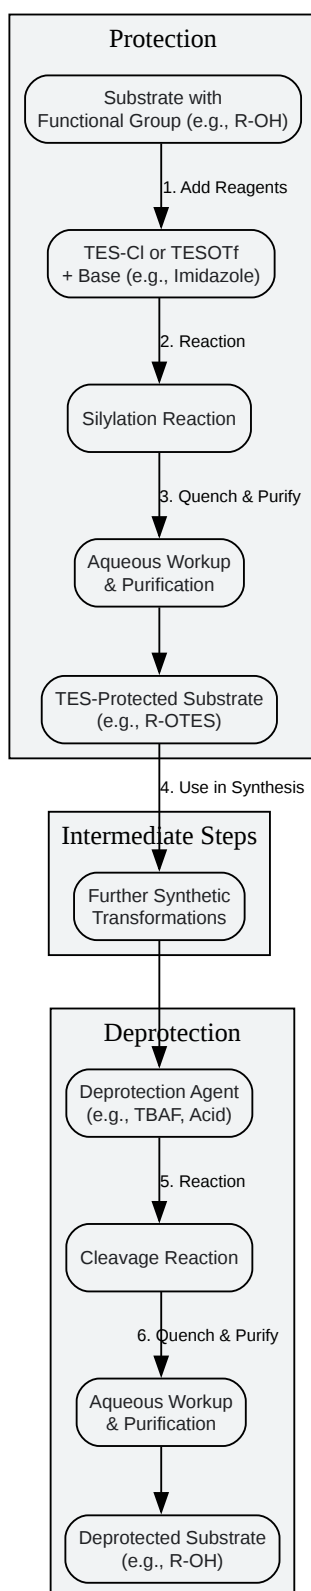 Protection
Substrate with
Functional Group (e.g., R-OH)
1. Add Reagents
TES-Cl or TESOTf
+ Base (e.g., Imidazole)
2. Reaction
Silylation Reaction
3. Quench & Purify
Aqueous Workup
& Purification
TES-Protected Substrate
(e.g., R-OTES)
4. Use in Synthesis
Intermediate Steps
Further Synthetic
Transformations
Deprotection
Deprotection Agent
(e.g., TBAF, Acid)
5. Reaction
Cleavage Reaction
6. Quench & Purify
Aqueous Workup
& Purification
Deprotected Substrate
(e.g., R-OH)